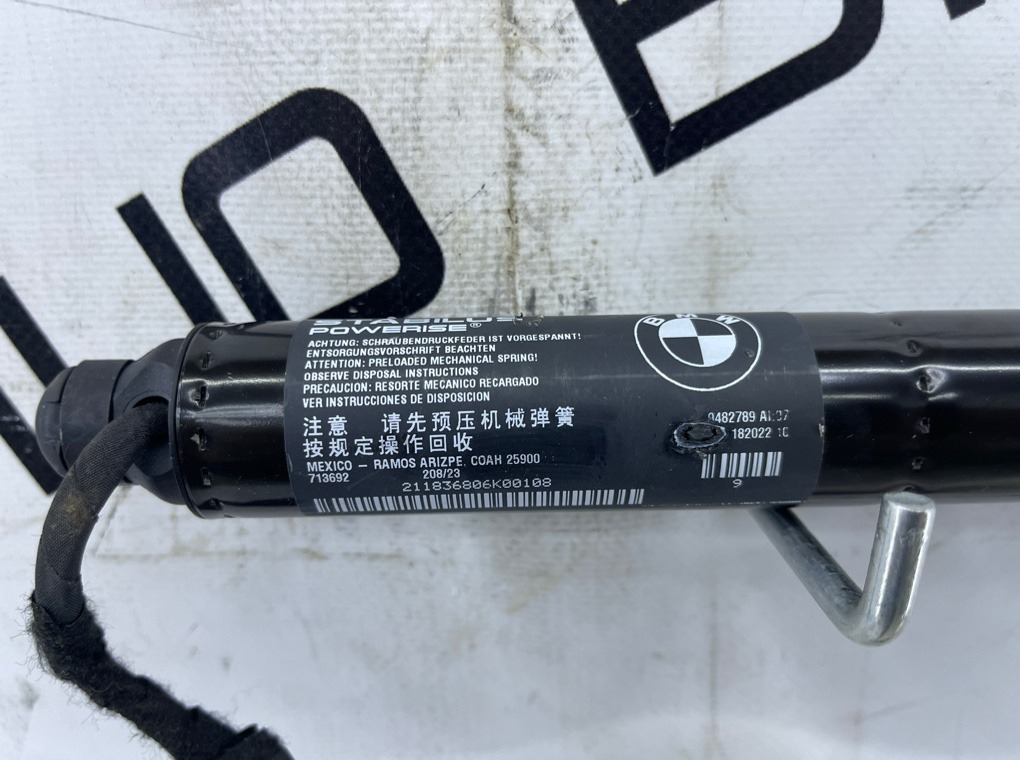 STABILUS
POWERISE®
ACHTUNG: SCHRAUBENDRUCKFEDER IST VORGESPANNT!
ENTSORGUNGSVORSCHRIFT BEACHTEN
ATTENTION: PRELOADED MECHANICAL SPRING!
OBSERVE DISPOSAL INSTRUCTIONS
PRECAUCION: RESORTE MECANICO RECARGADO
VER INSTRUCCIONES DE DISPOSICION
注意 请先预压机械弹簧
按规定操作回收
MEXICO - RAMOS ARIZPE. COAH 25900
713692 208/23
211836806K00108
BMW
9482789
182022
9